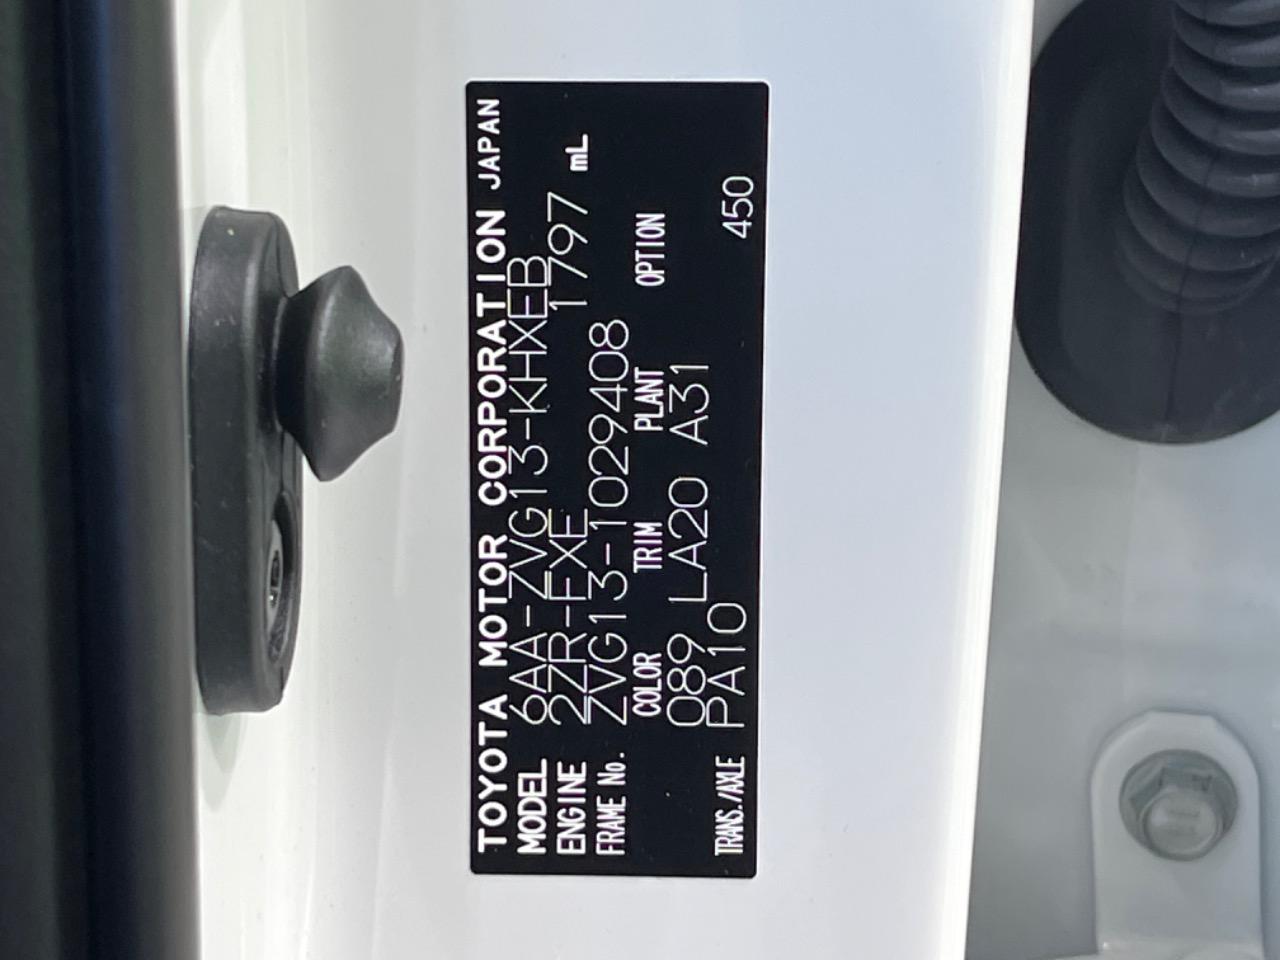 TOYOTA MOTOR CORPORATION JAPAN
MODEL 6AA-ZVG13-KHXEB
ENGINE 2ZR-FXE 1797 mL
FRAME No. ZVG13-1029408
COLOR TRIM PLANT OPTION
089 LA20 A31
TRANS./AXLE PA10 450